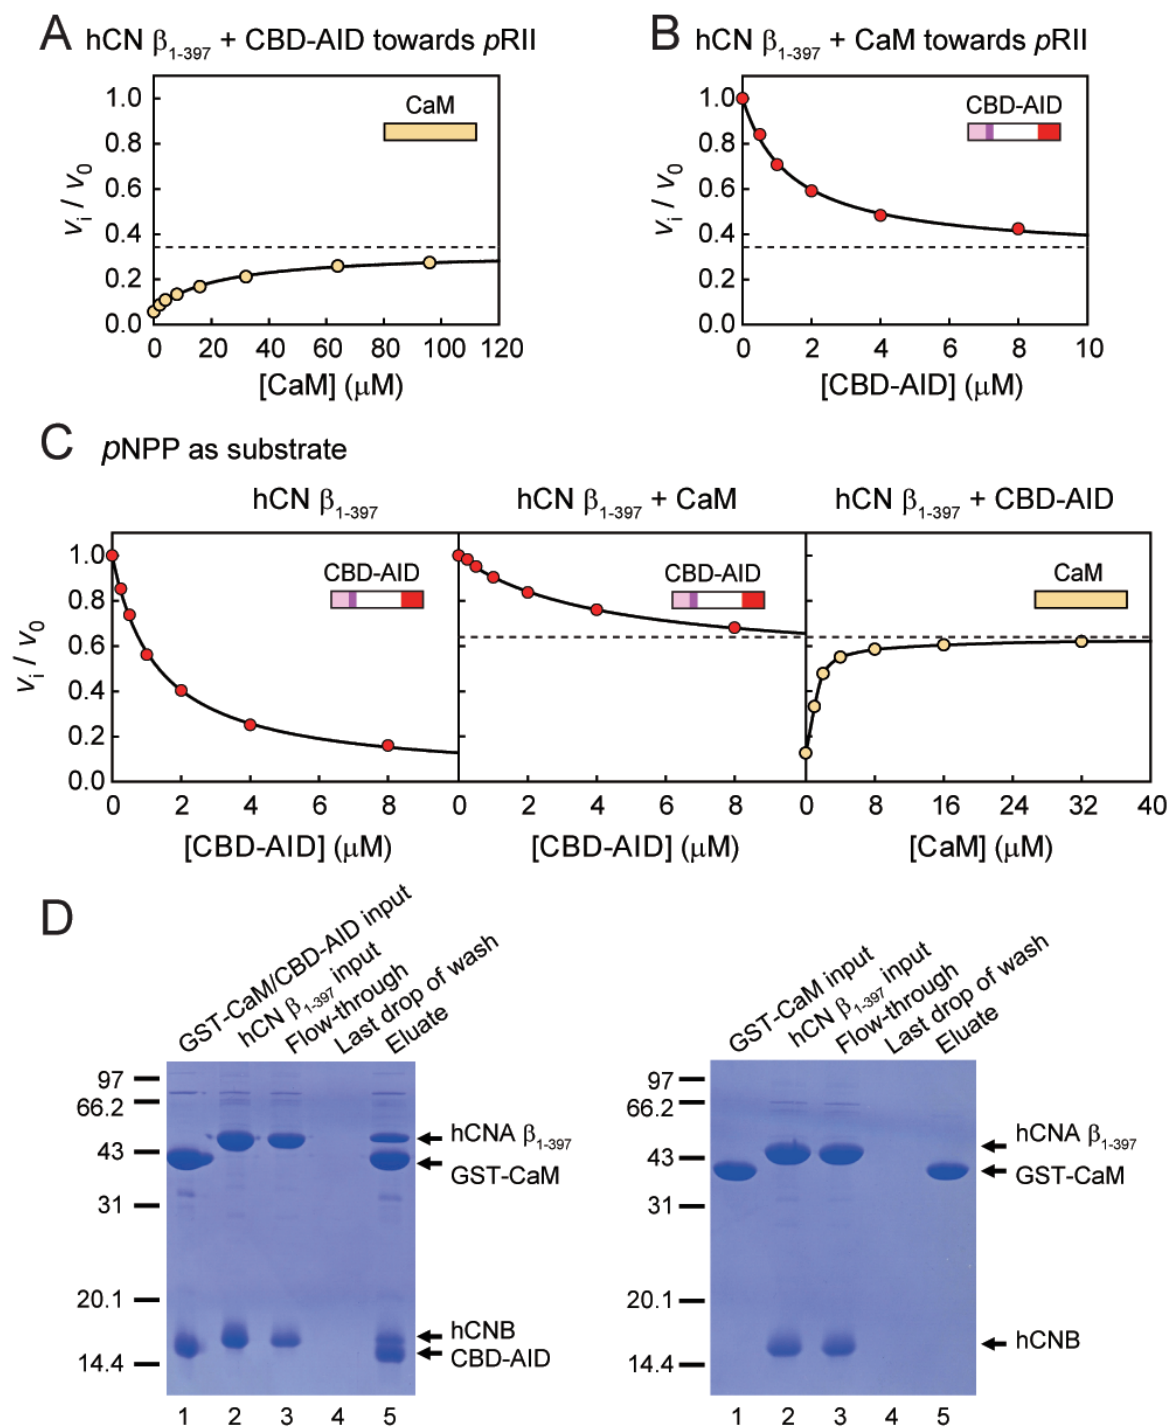 A hCN β1-397 + CBD-AID towards pRII
1.0
0.8
0.6
0.4
0.2
0.0
vi / v0
CaM
0 20 40 60 80 100 120
[CaM] (μM)
B hCN β1-397 + CaM towards pRII
1.0
0.8
0.6
0.4
0.2
0.0
vi / v0
CBD-AID
0 2 4 6 8 10
[CBD-AID] (μM)
C pNPP as substrate
hCN β1-397 hCN β1-397 + CaM hCN β1-397 + CBD-AID
1.0
0.8
0.6
0.4
0.2
0.0
vi / v0
CBD-AID CBD-AID CaM
0 2 4 6 8 0 2 4 6 8 0 8 16 24 32 40
[CBD-AID] (μM) [CBD-AID] (μM) [CaM] (μM)
D
GST-CaM/CBD-AID input
hCN β1-397 input
Flow-through
Last drop of wash
Eluate
97
66.2
43
31
20.1
14.4
hCNA β1-397
GST-CaM
hCNB
CBD-AID
1 2 3 4 5
GST-CaM input
hCN β1-397 input
Flow-through
Last drop of wash
Eluate
97
66.2
43
31
20.1
14.4
hCNA β1-397
GST-CaM
hCNB
1 2 3 4 5